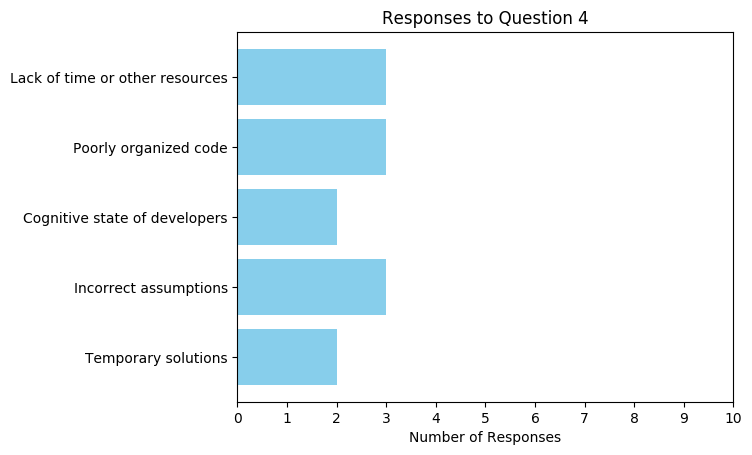 Responses to Question 4
Lack of time or other resources
Poorly organized code
Cognitive state of developers
Incorrect assumptions
Temporary solutions
0 1 2 3 4 5 6 7 8 9 10
Number of Responses